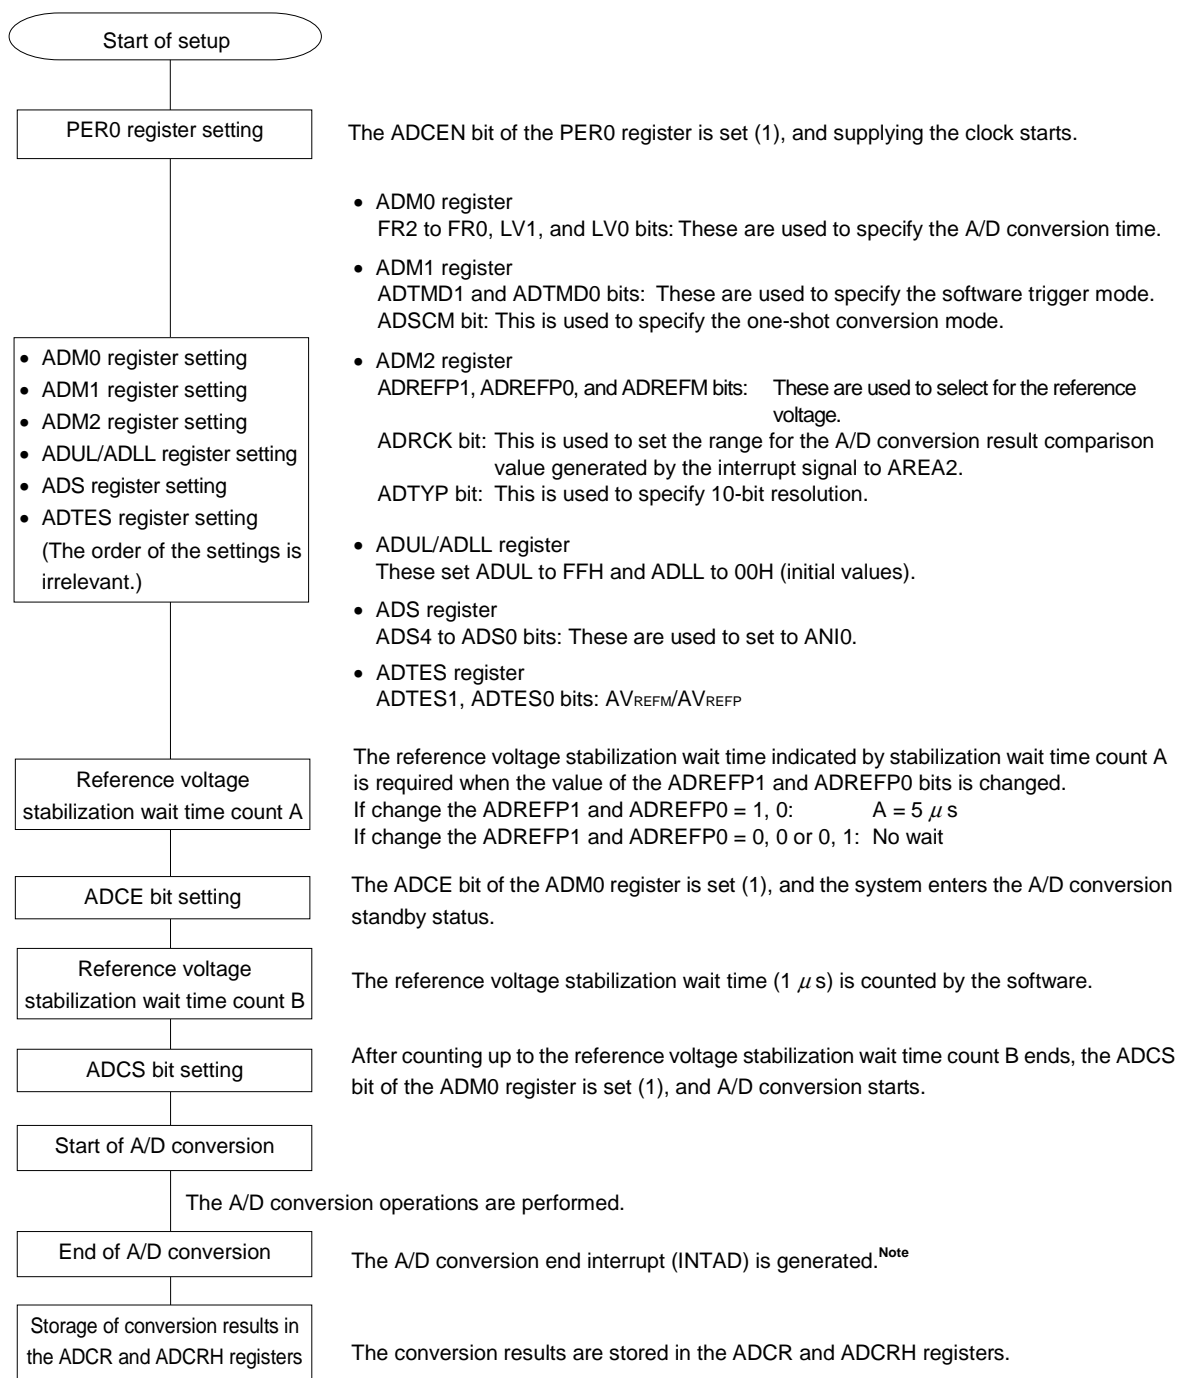 Start of setup
PER0 register setting
The ADCEN bit of the PER0 register is set (1), and supplying the clock starts.
• ADM0 register
FR2 to FR0, LV1, and LV0 bits: These are used to specify the A/D conversion time.
• ADM1 register
ADTMD1 and ADTMD0 bits: These are used to specify the software trigger mode.
ADSCM bit: This is used to specify the one-shot conversion mode.
• ADM0 register setting
• ADM1 register setting
• ADM2 register setting
• ADUL/ADLL register setting
• ADS register setting
• ADTES register setting
(The order of the settings is
irrelevant.)
• ADM2 register
ADREFP1, ADREFP0, and ADREFM bits: These are used to select for the reference
voltage.
ADRCK bit: This is used to set the range for the A/D conversion result comparison
value generated by the interrupt signal to AREA2.
ADTYP bit: This is used to specify 10-bit resolution.
• ADUL/ADLL register
These set ADUL to FFH and ADLL to 00H (initial values).
• ADS register
ADS4 to ADS0 bits: These are used to set to ANI0.
• ADTES register
ADTES1, ADTES0 bits: AVREFM/AVREFP
Reference voltage
stabilization wait time count A
The reference voltage stabilization wait time indicated by stabilization wait time count A
is required when the value of the ADREFP1 and ADREFP0 bits is changed.
If change the ADREFP1 and ADREFP0 = 1, 0: A = 5 μ s
If change the ADREFP1 and ADREFP0 = 0, 0 or 0, 1: No wait
ADCE bit setting
The ADCE bit of the ADM0 register is set (1), and the system enters the A/D conversion
standby status.
Reference voltage
stabilization wait time count B
The reference voltage stabilization wait time (1 μ s) is counted by the software.
ADCS bit setting
After counting up to the reference voltage stabilization wait time count B ends, the ADCS
bit of the ADM0 register is set (1), and A/D conversion starts.
Start of A/D conversion
The A/D conversion operations are performed.
End of A/D conversion
The A/D conversion end interrupt (INTAD) is generated.Note
Storage of conversion results in
the ADCR and ADCRH registers
The conversion results are stored in the ADCR and ADCRH registers.